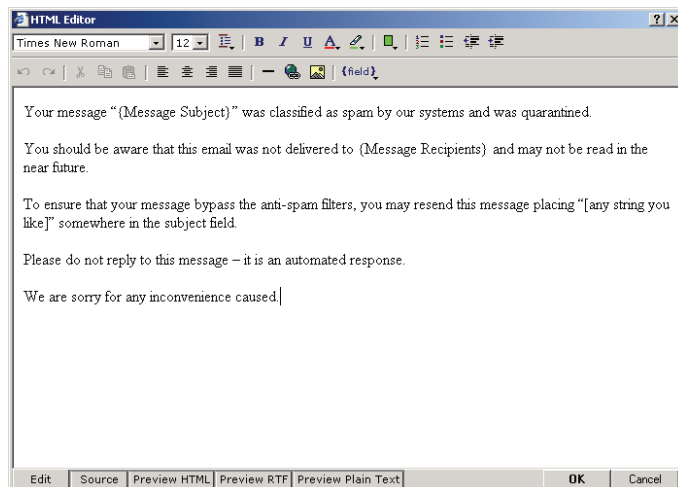 HTML Editor
Times New Roman 12 B I U A
{field}
Your message “{Message Subject}” was classified as spam by our systems and was quarantined.
You should be aware that this email was not delivered to {Message Recipients} and may not be read in the
near future.
To ensure that your message bypass the anti-spam filters, you may resend this message placing “[any string you
like]” somewhere in the subject field.
Please do not reply to this message – it is an automated response.
We are sorry for any inconvenience caused.
Edit Source Preview HTML Preview RTF Preview Plain Text OK Cancel